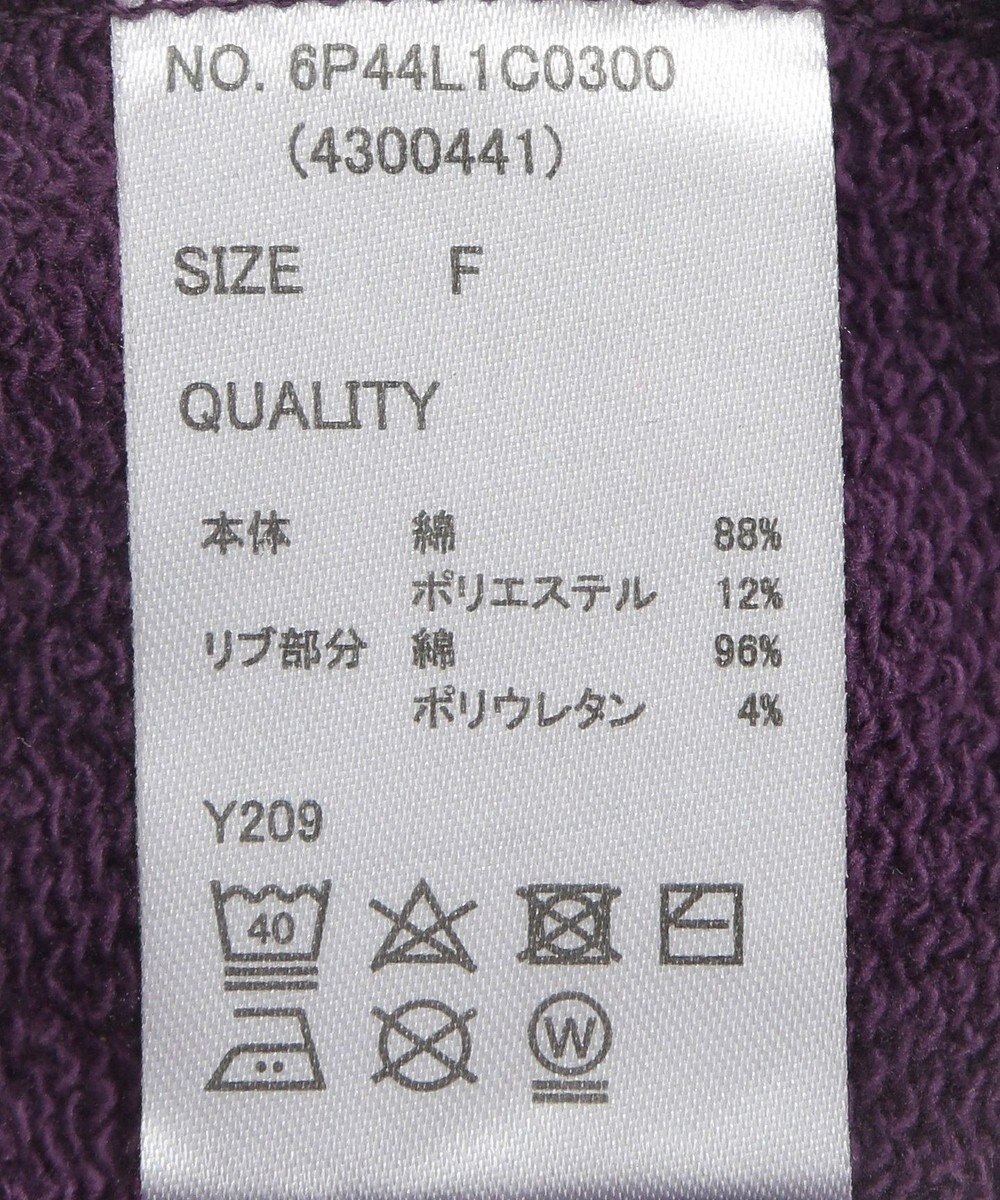 NO. 6P44L1C0300
(4300441)
SIZE F
QUALITY
本体 綿 88%
ポリエステル 12%
リブ部分 綿 96%
ポリウレタン 4%
Y209
40
W